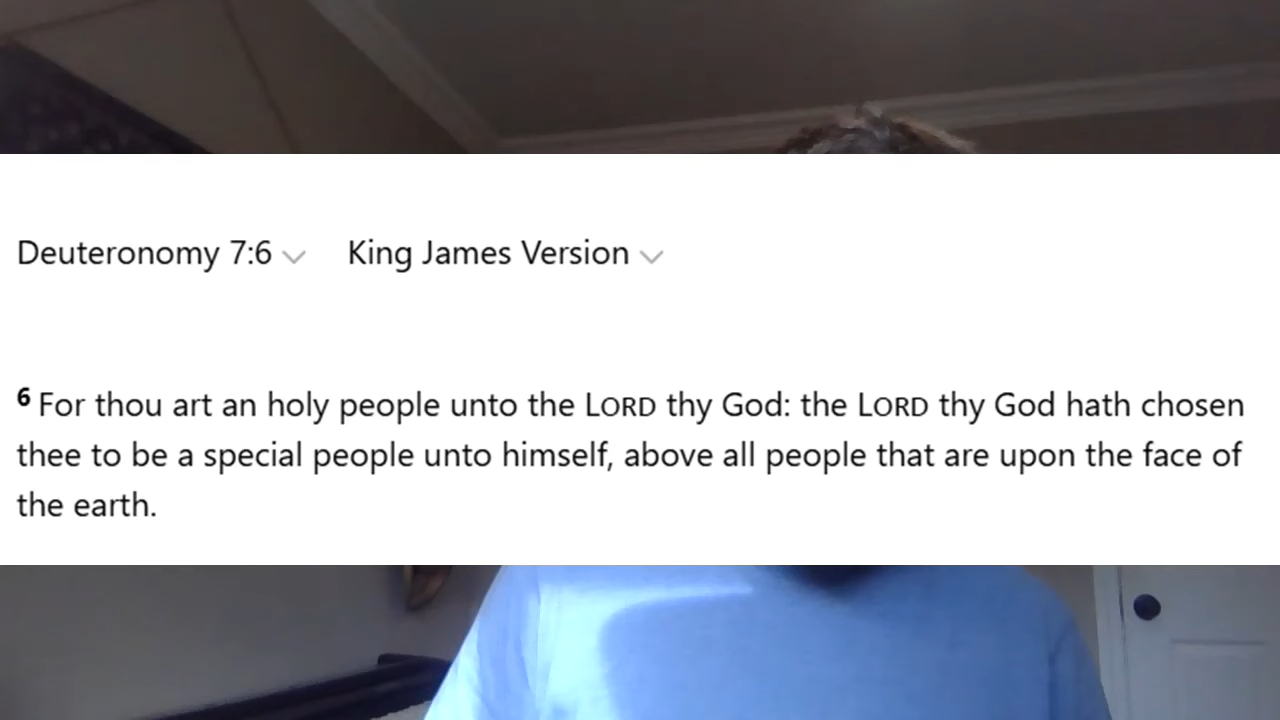 Deuteronomy 7:6 King James Version
6 For thou art an holy people unto the LORD thy God: the LORD thy God hath chosen
thee to be a special people unto himself, above all people that are upon the face of
the earth.